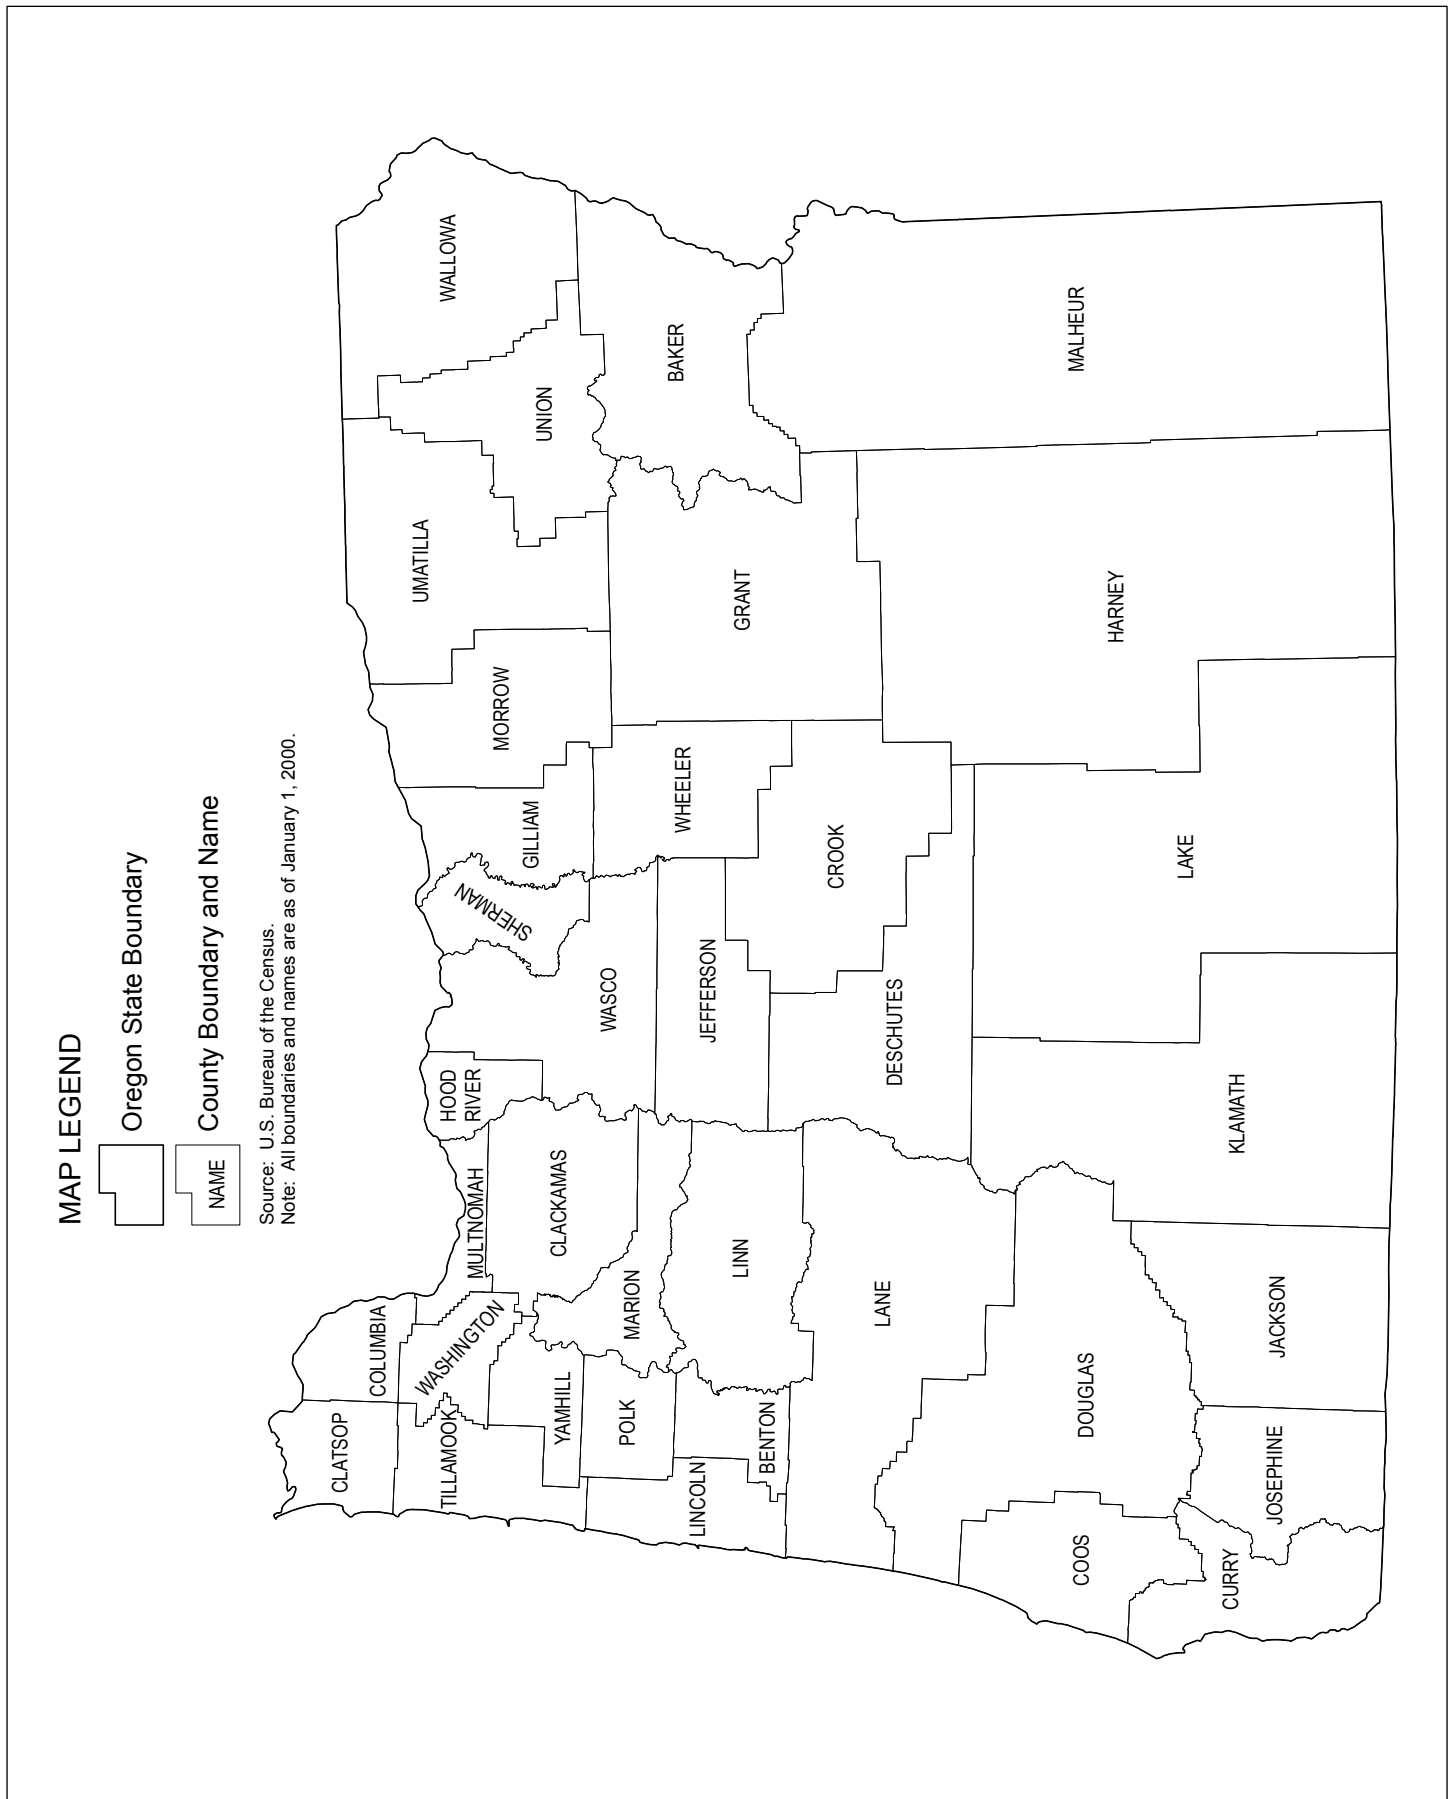 MAP LEGEND
Oregon State Boundary
NAME
County Boundary and Name
Source: U.S. Bureau of the Census.
Note: All boundaries and names are as of January 1, 2000.
CLATSOP
COLUMBIA
TILLAMOOK
WASHINGTON
MULTNOMAH
HOOD
RIVER
SHERMAN
GILLIAM
MORROW
UMATILLA
UNION
WALLOWA
YAMHILL
CLACKAMAS
WASCO
POLK
MARION
LINCOLN
BENTON
LINN
JEFFERSON
WHEELER
GRANT
BAKER
LANE
DESCHUTES
CROOK
COOS
DOUGLAS
KLAMATH
LAKE
HARNEY
MALHEUR
CURRY
JOSEPHINE
JACKSON